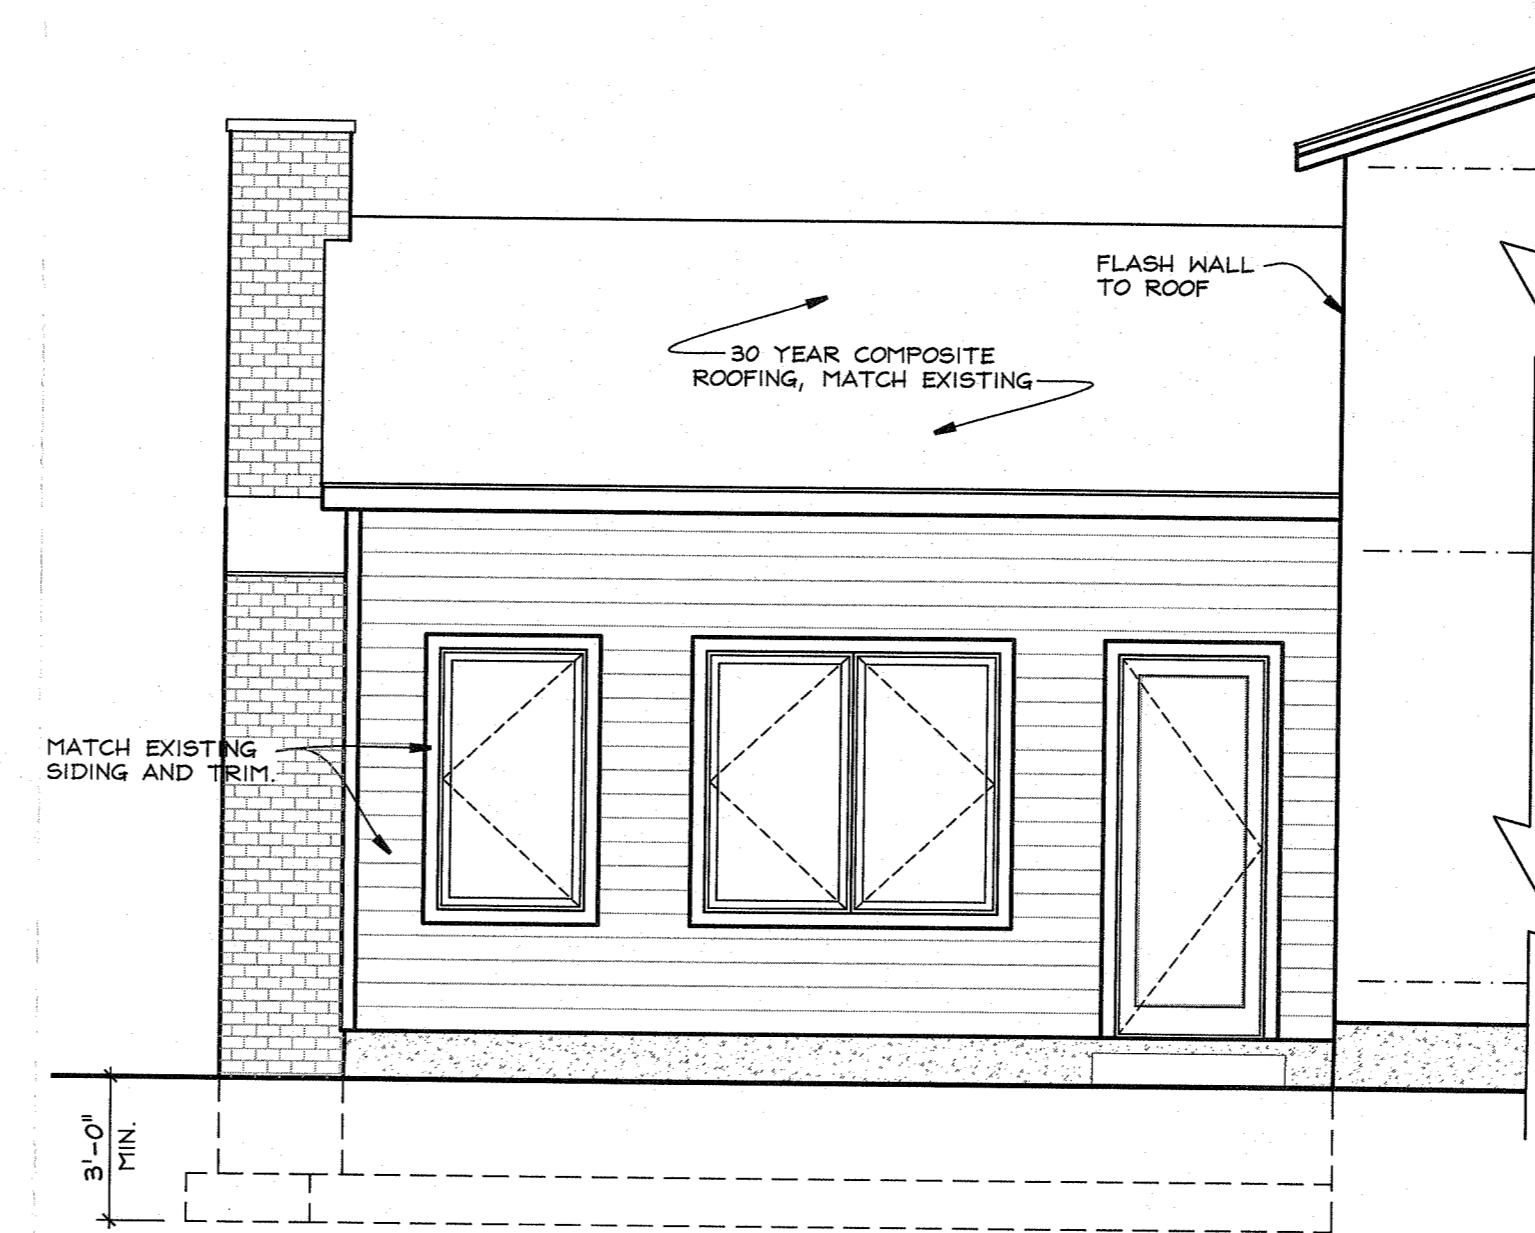 FLASH WALL
TO ROOF
30 YEAR COMPOSITE
ROOFING, MATCH EXISTING
MATCH EXISTING
SIDING AND TRIM.
3'-0"
MIN.